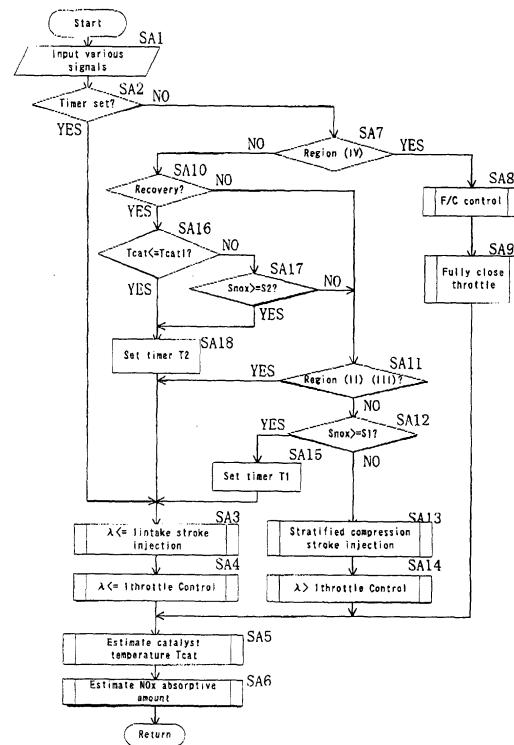 Start
SA1
Input various
signals
SA2
Timer set?
NO
YES
SA7
NO
Region (IV)
YES
SA10
SA8
Recovery?
NO
F/C control
YES
SA16
SA9
Tcat<=Tcat1?
NO
SA17
Fully close
throttle
Snox>=S2?
NO
YES
YES
SA18
Set timer T2
SA11
YES
Region (II) (III)?
NO
SA12
YES
Snox>=S1?
SA15
NO
Set timer T1
SA3
SA13
λ<= 1intake stroke
injection
Stratified compression
stroke injection
SA4
SA14
λ<= 1throttle Control
λ> 1throttle Control
SA5
Estimate catalyst
temperature Tcat
SA6
Estimate NOx absorptive
amount
Return